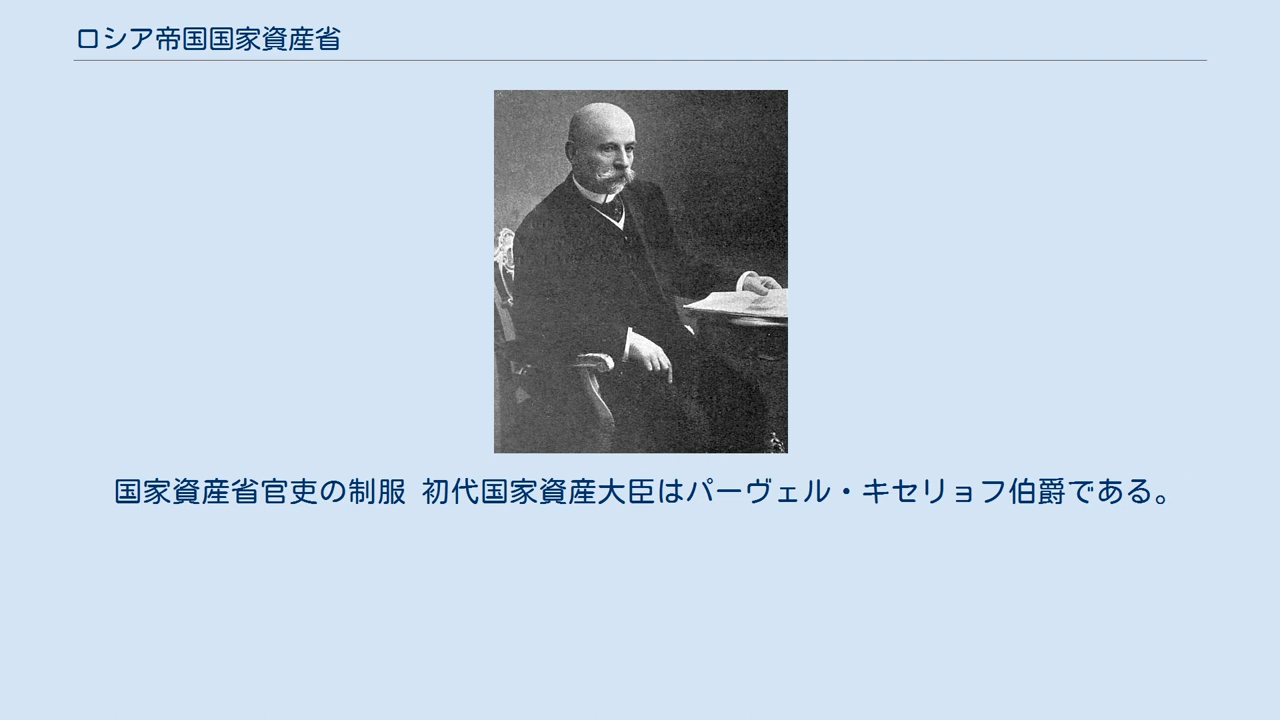 ロシア帝国国家資産省
国家資産省官吏の制服 初代国家資産大臣はパーヴェル・キセリョフ伯爵である。